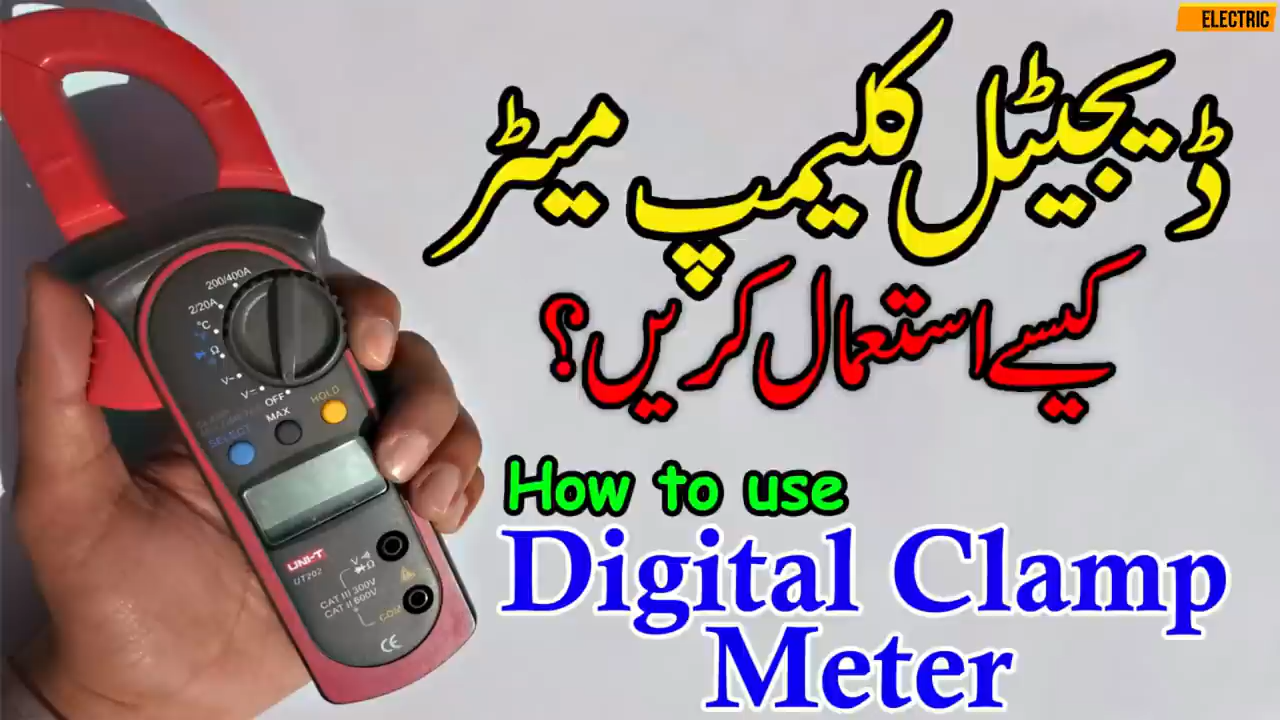 ELECTRIC
ڈیجیٹل کلیمپ میٹر
کیسے استعمال کریں؟
How to use
Digital Clamp
Meter
200/400A
2/20A
°C
°F
Ω
V~
V=
OFF
MAX
HOLD
SELECT
UNI-T
UT202
V
Ω
CAT III 300V
CAT II 600V
COM
CE